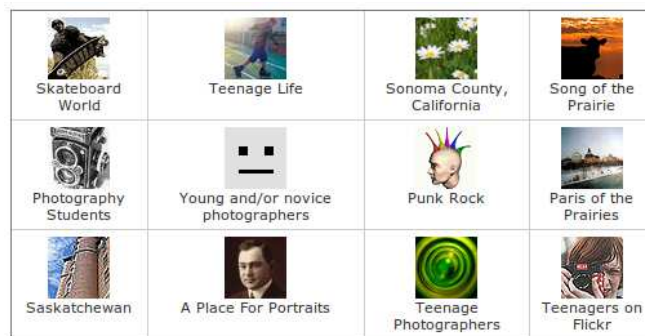 Skateboard
World
Teenage Life
Sonoma County,
California
Song of the
Prairie
Photography
Students
Young and/or novice
photographers
Punk Rock
Paris of the
Prairies
Saskatchewan
A Place For Portraits
Teenage
Photographers
Teenagers on
Flickr